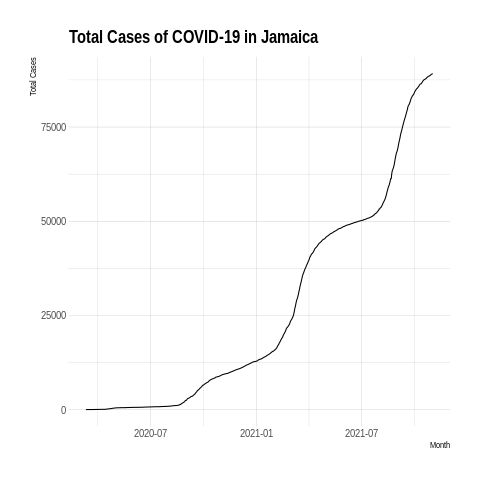 Total Cases of COVID-19 in Jamaica
Total Cases
75000
50000
25000
0
2020-07
2021-01
2021-07
Month